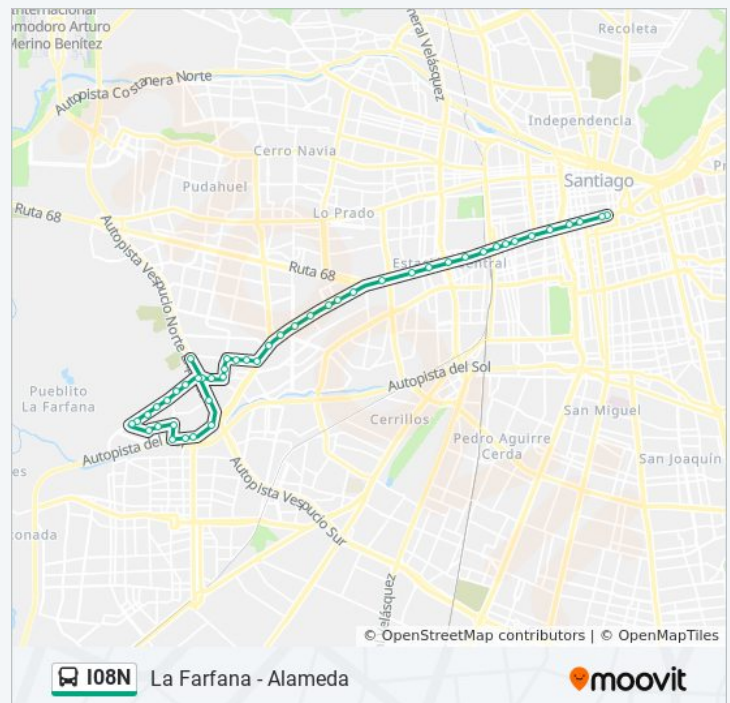 Internacional
omodoro Arturo
Merino Benítez
Recoleta
neral Velásquez
Autopista Costanera Norte
Independencia
Cerro Navia
Santiago
Pudahuel
Lo Prado
Ruta 68
Autopista Vespucio Norte
Estación Central
Ruta 68
Autopista del Sol
Pueblito
La Farfana
San Miguel
Cerrillos
Pedro Aguirre
Cerda
Autopista del
San Joaquín
Autopista Vespucio Sur
onada
elásquez
© OpenStreetMap contributors | © OpenMapTiles
I08N La Farfana - Alameda
moovit